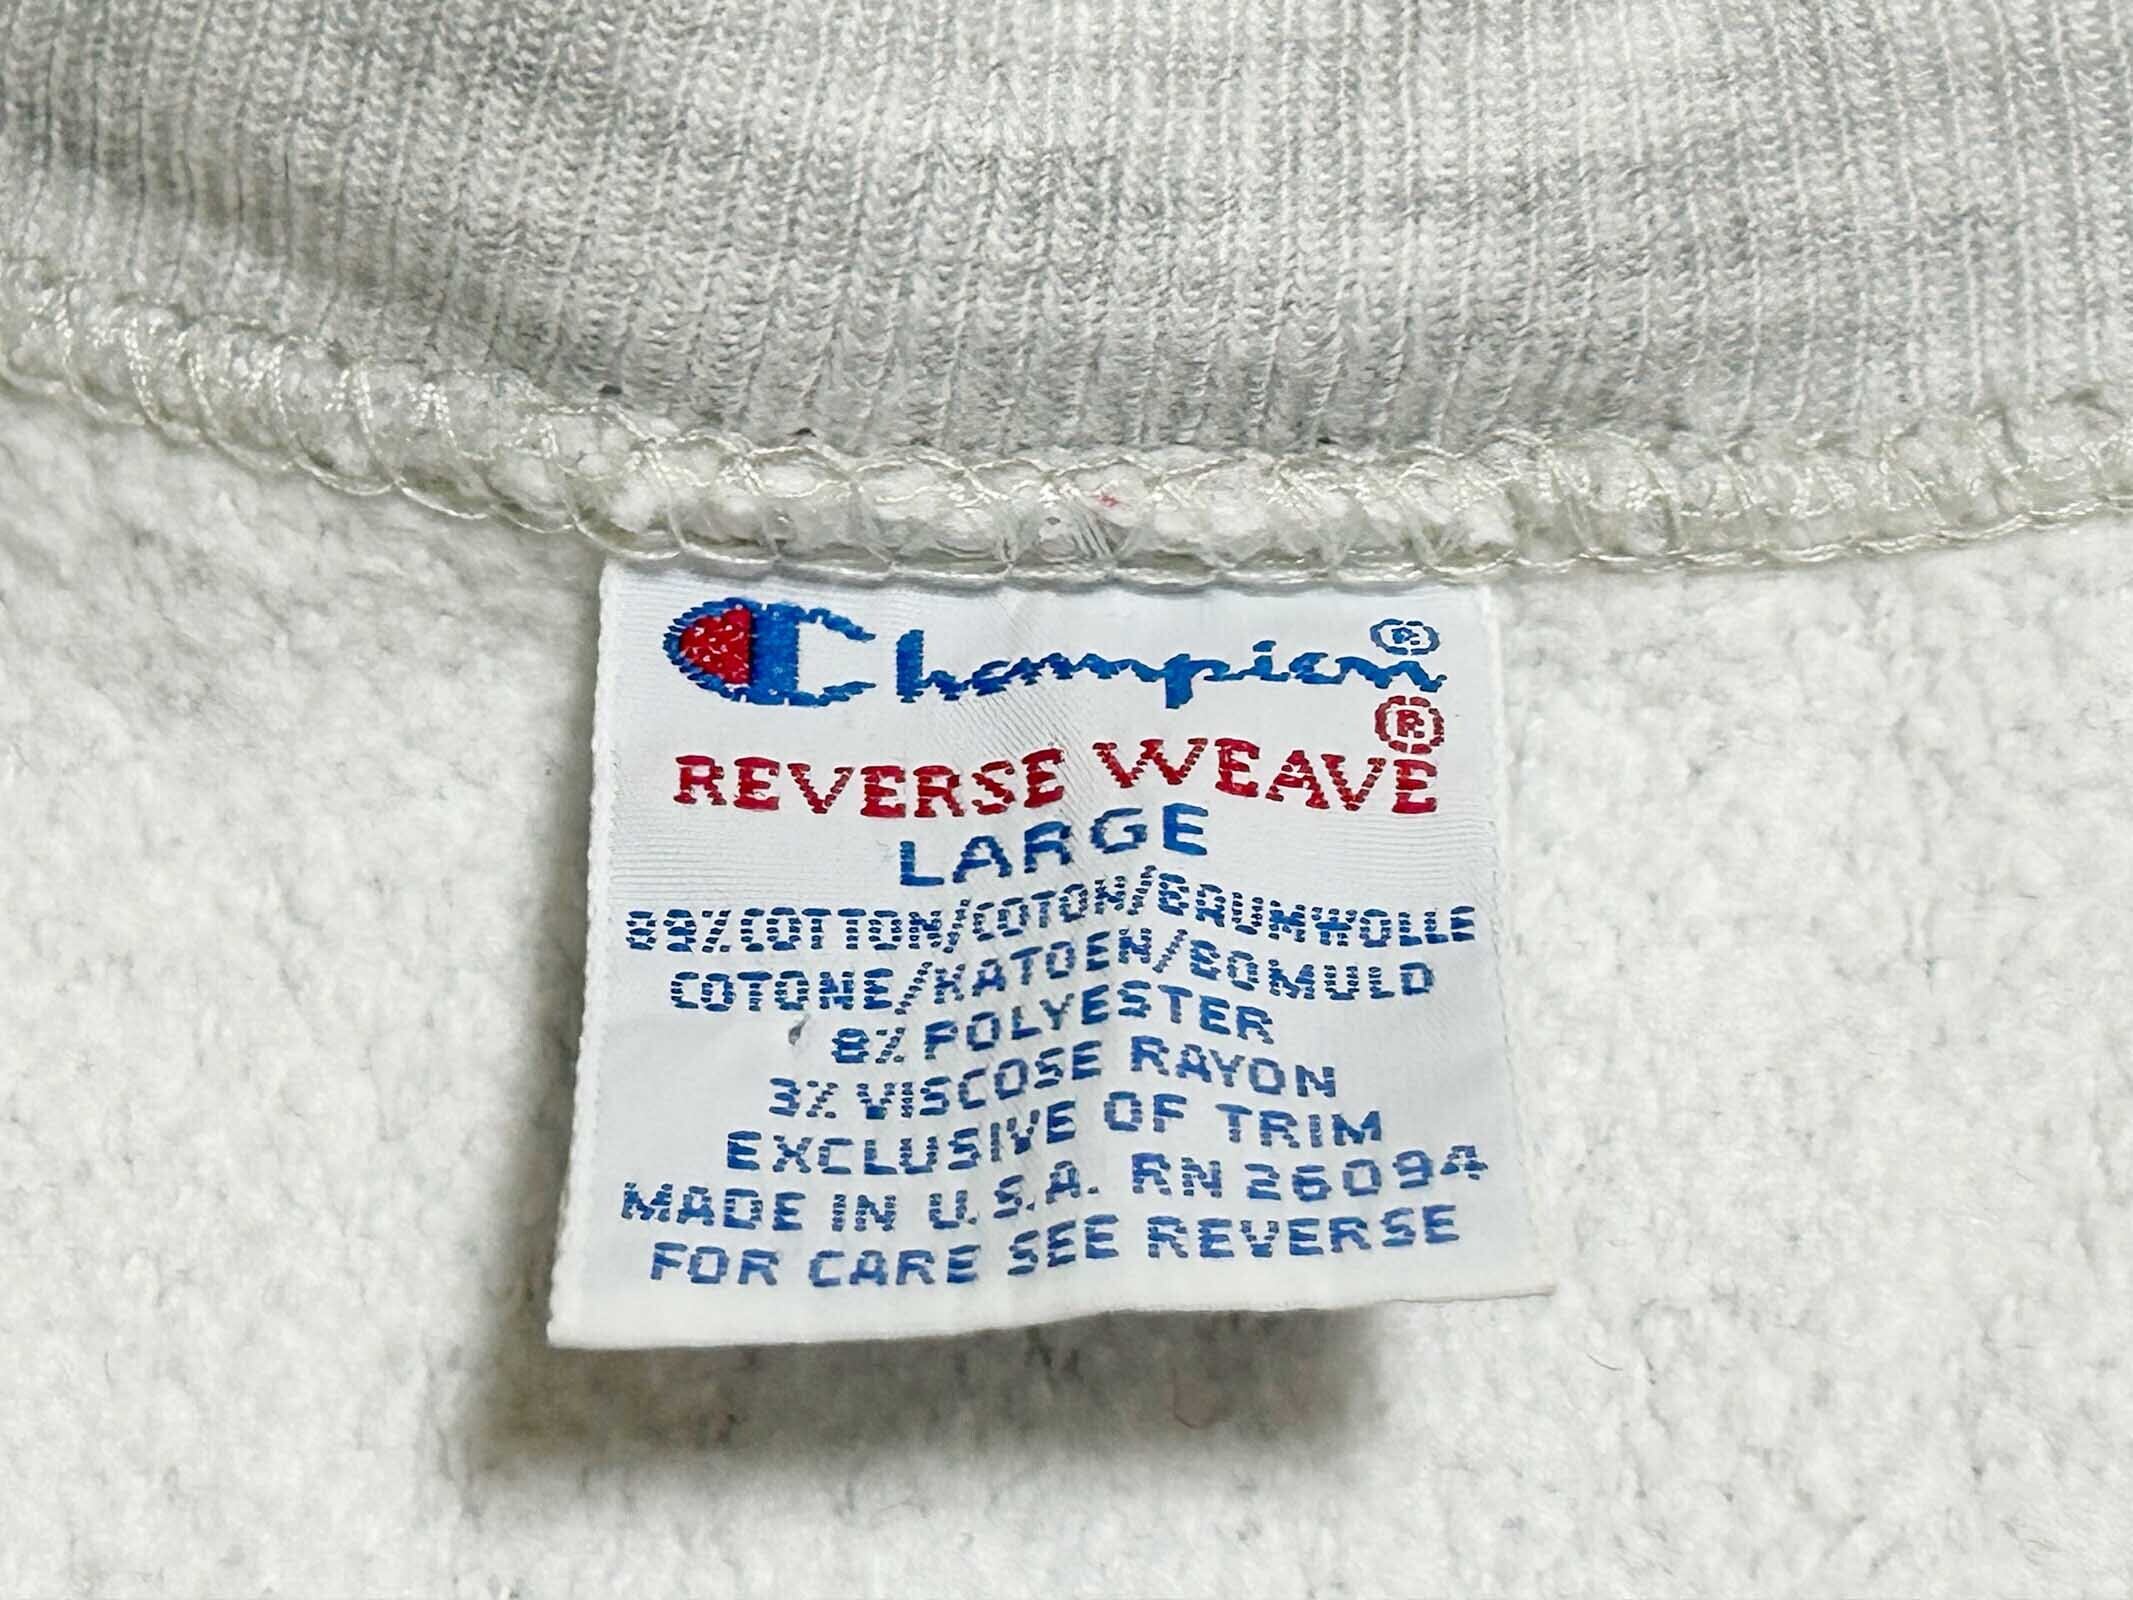 Champion®
REVERSE WEAVE®
LARGE
COTTON/COTON/BAUMWOLLE
COTONE/KATOEN/BOMULD
8% POLYESTER
3% VISCOSE RAYON
EXCLUSIVE OF TRIM
MADE IN U.S.A. RN 26094
FOR CARE SEE REVERSE